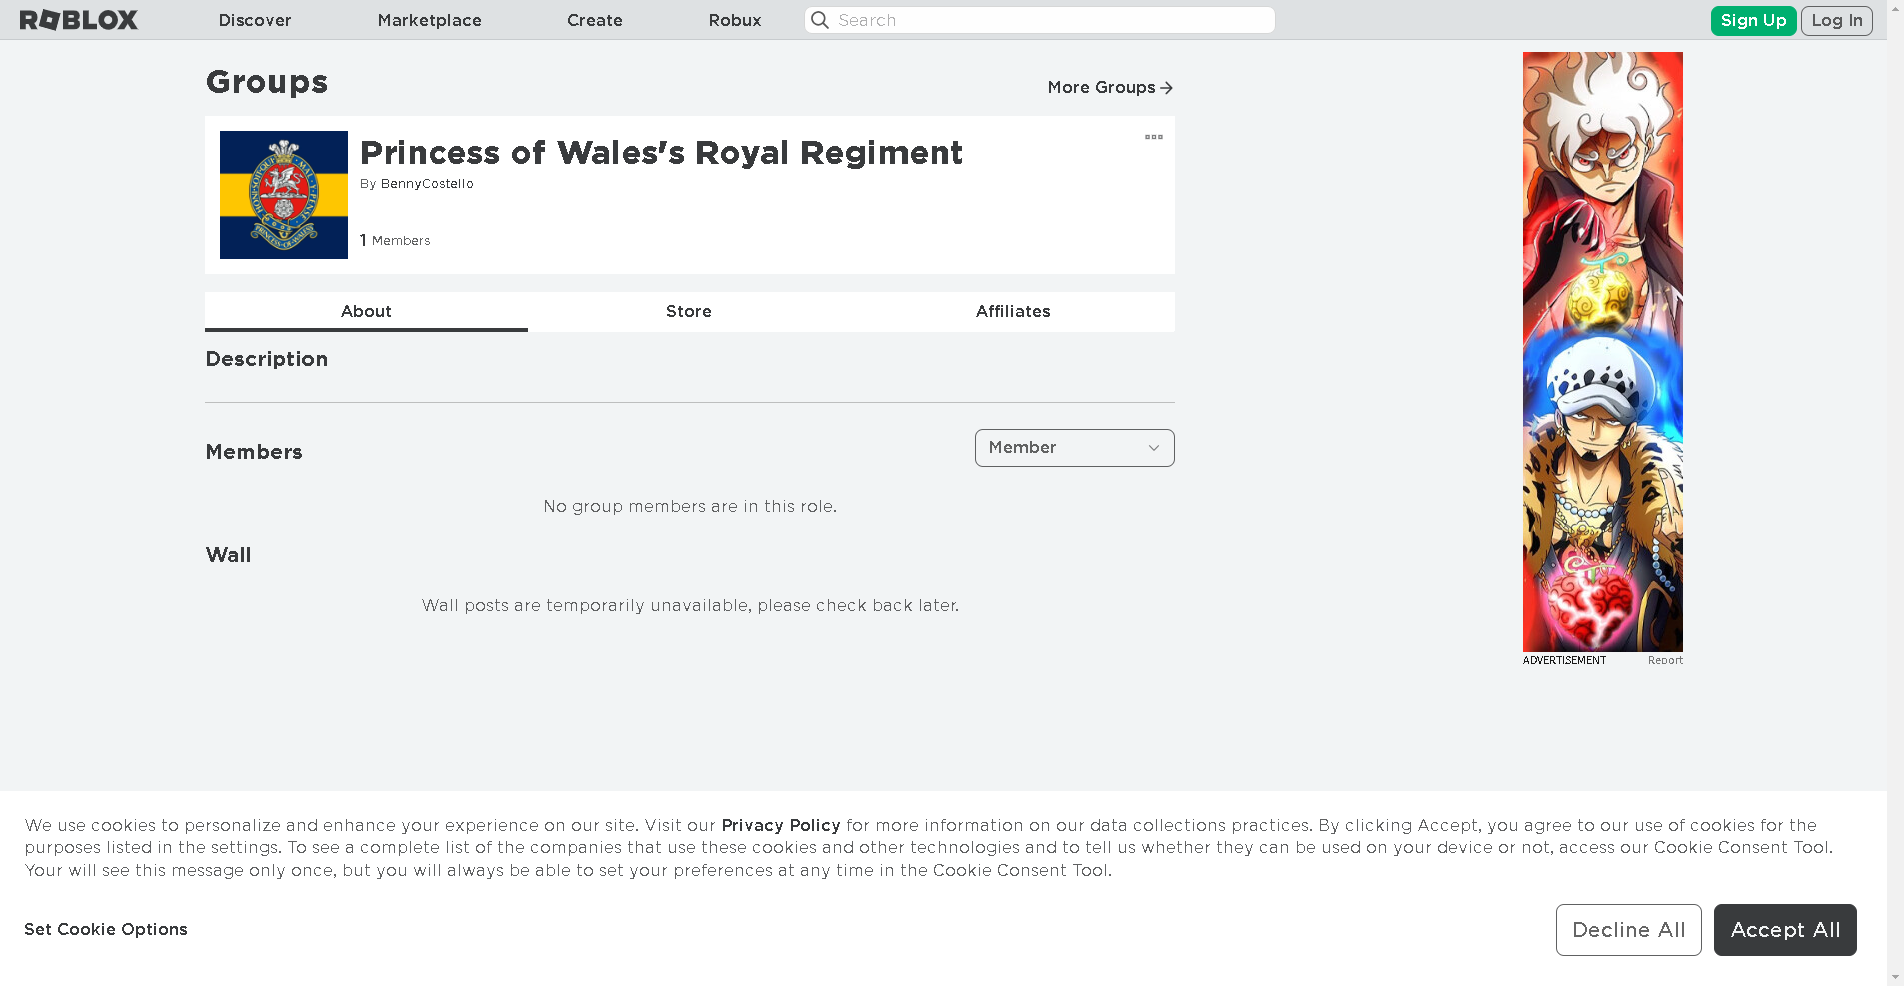 ROBLOX
Discover
Marketplace
Create
Robux
Search
Sign Up
Log In
Groups
More Groups
Princess of Wales's Royal Regiment
By BennyCostello
1 Members
About
Store
Affiliates
Description
Members
Member
No group members are in this role.
Wall
Wall posts are temporarily unavailable, please check back later.
ADVERTISEMENT
Report
We use cookies to personalize and enhance your experience on our site. Visit our Privacy Policy for more information on our data collections practices. By clicking Accept, you agree to our use of cookies for the
purposes listed in the settings. To see a complete list of the companies that use these cookies and other technologies and to tell us whether they can be used on your device or not, access our Cookie Consent Tool.
Your will see this message only once, but you will always be able to set your preferences at any time in the Cookie Consent Tool.
Set Cookie Options
Decline All
Accept All